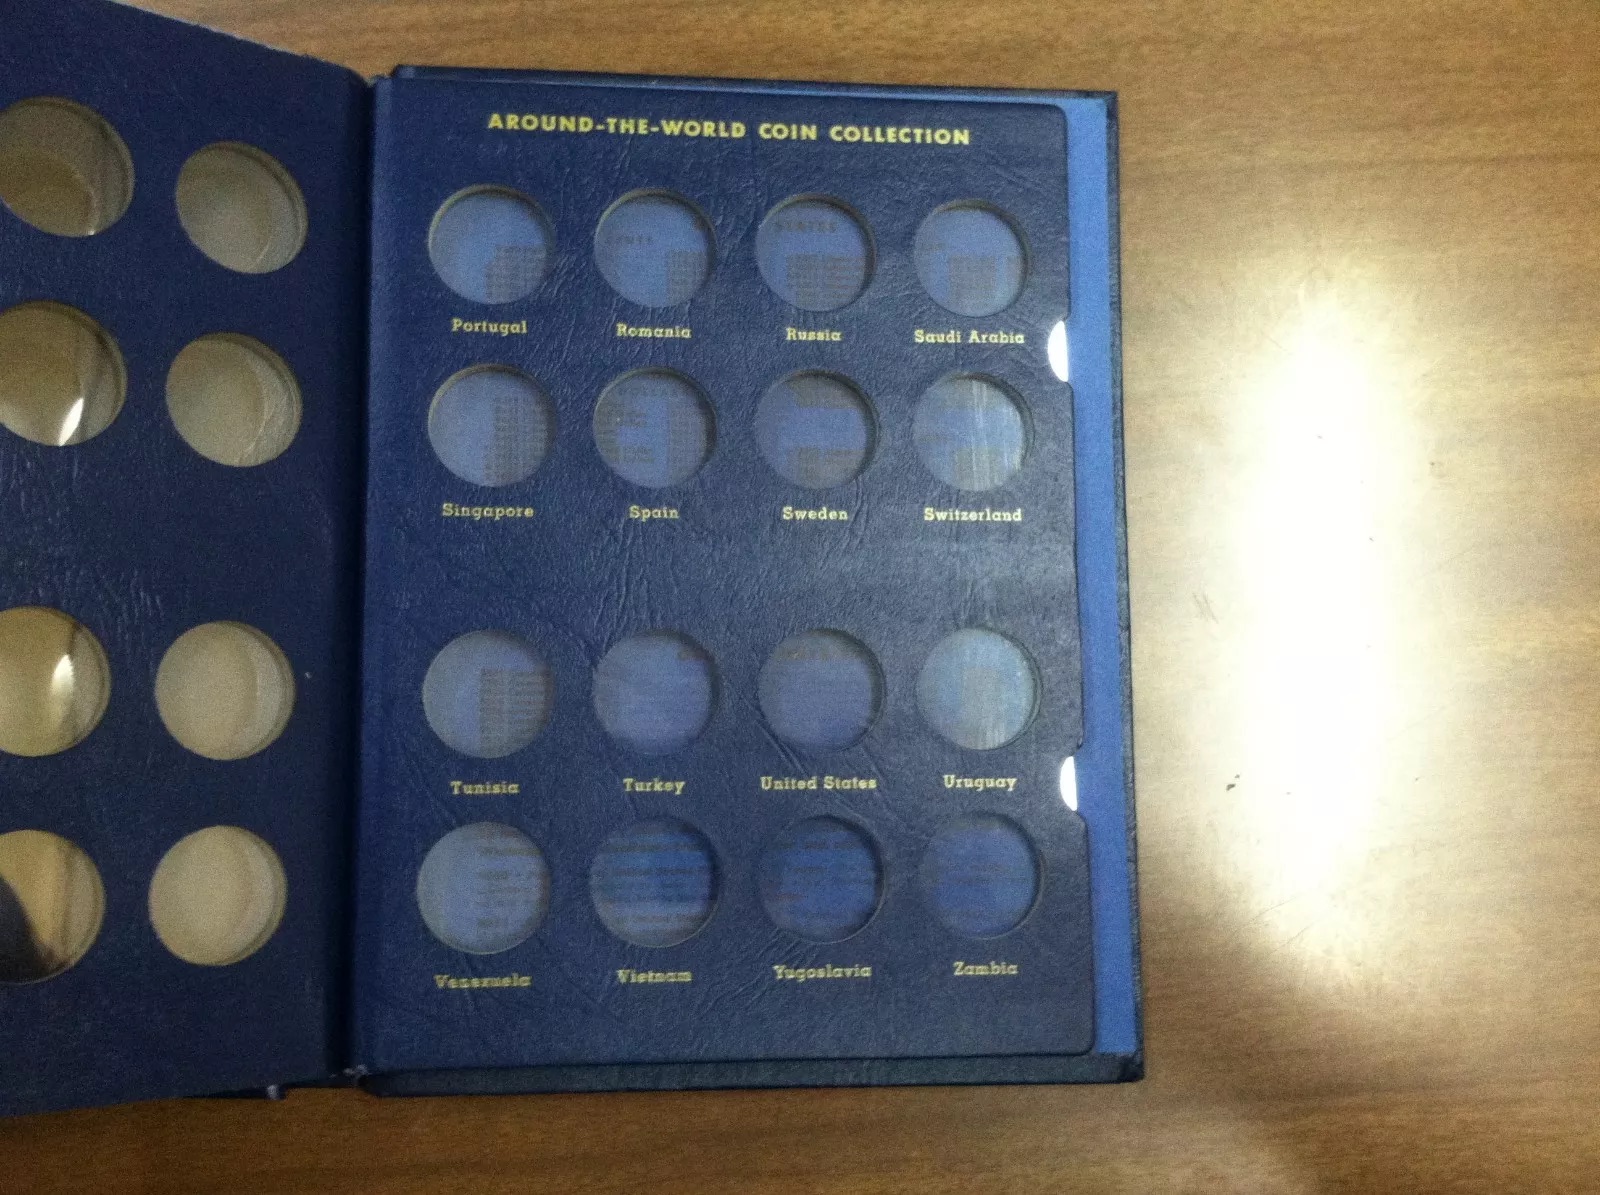 AROUND-THE-WORLD COIN COLLECTION
Portugal Romania Russia Saudi Arabia
STATES
Singapore Spain Sweden Switzerland
Tunisia Turkey United States Uruguay
Venezuela Vietnam Yugoslavia Zambia